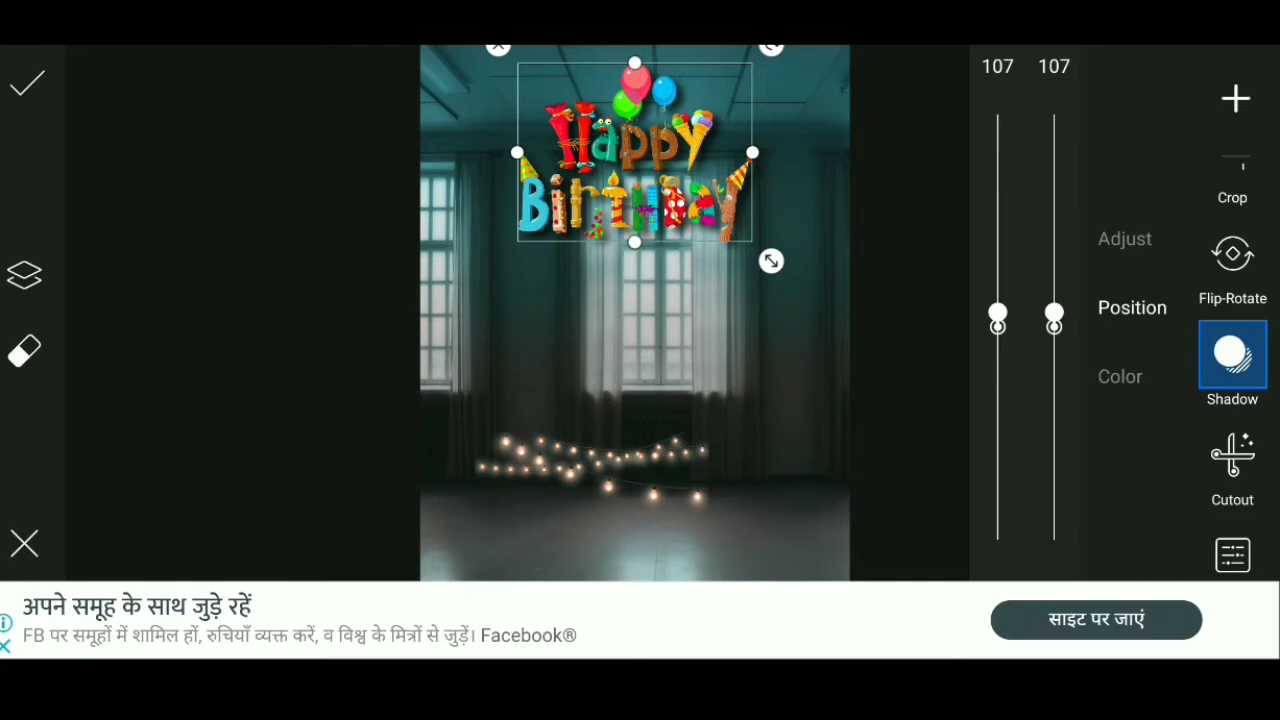 107 107
Crop
Adjust
Flip-Rotate
Position
Color
Shadow
Cutout
Happy
Birthday
अपने समूह के साथ जुड़े रहें
FB पर समूहों में शामिल हों, रुचियाँ व्यक्त करें, व विश्व के मित्रों से जुड़ें। Facebook®
साइट पर जाएं